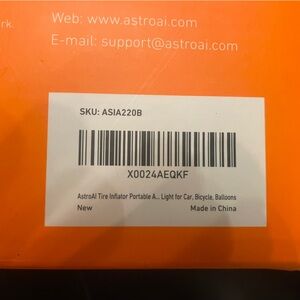 rk
Web: www.astroai.com
E-mail: support@astroai.com
SKU: ASIA220B
X0024AEQKF
AstroAI Tire Inflator Portable A... Light for Car, Bicycle, Balloons
New
Made in China